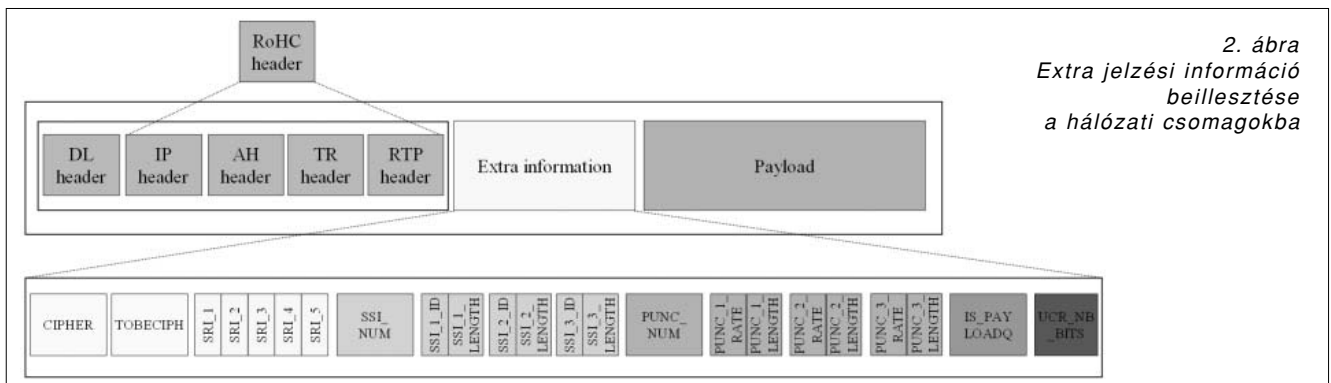 RoHC
header
2. ábra
Extra jelzési információ
beillesztése
a hálózati csomagokba
DL
header
IP
header
AH
header
TR
header
RTP
header
Extra information
Payload
CIPHER
TOBECIPH
SRI_1
SRI_2
SRI_3
SRI_4
SRI_5
SSI_
NUM
SSI_1_ID
SSI_1_
LENGTH
SSI_2_ID
SSI_2_
LENGTH
SSI_3_ID
SSI_3_
LENGTH
PUNC_
NUM
PUNC_1_
RATE
PUNC_1_
LENGTH
PUNC_2_
RATE
PUNC_2_
LENGTH
PUNC_3_
RATE
PUNC_3_
LENGTH
IS_PAY
LOADQ
UCR_NB
_BITS